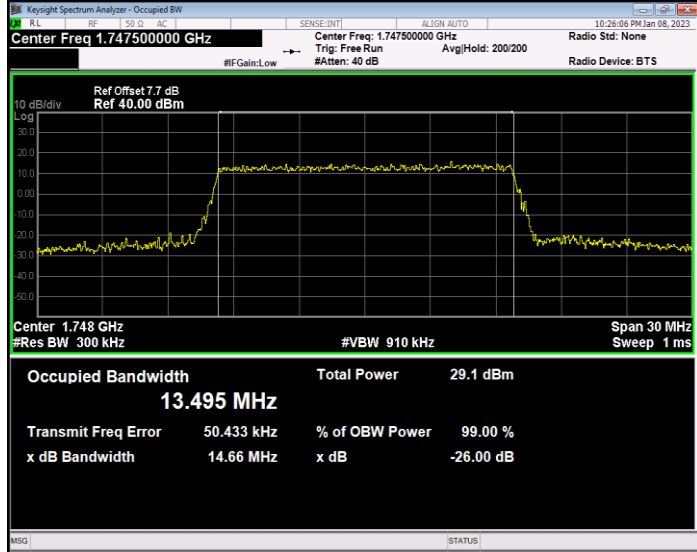 Keysight Spectrum Analyzer - Occupied BW
RL RF 50 Ω AC SENSE:INT ALIGN AUTO 10:26:06 PM Jan 08, 2023
Center Freq 1.747500000 GHz Center Freq: 1.747500000 GHz Radio Std: None
Trig: Free Run Avg|Hold: 200/200
#IFGain:Low #Atten: 40 dB Radio Device: BTS
Ref Offset 7.7 dB
10 dB/div Ref 40.00 dBm
Log
30.0
20.0
10.0
0.00
-10.0
-20.0
-30.0
-40.0
-50.0
Center 1.748 GHz Span 30 MHz
#Res BW 300 kHz #VBW 910 kHz Sweep 1 ms
Occupied Bandwidth Total Power 29.1 dBm
13.495 MHz
Transmit Freq Error 50.433 kHz % of OBW Power 99.00 %
x dB Bandwidth 14.66 MHz x dB -26.00 dB
MSG STATUS